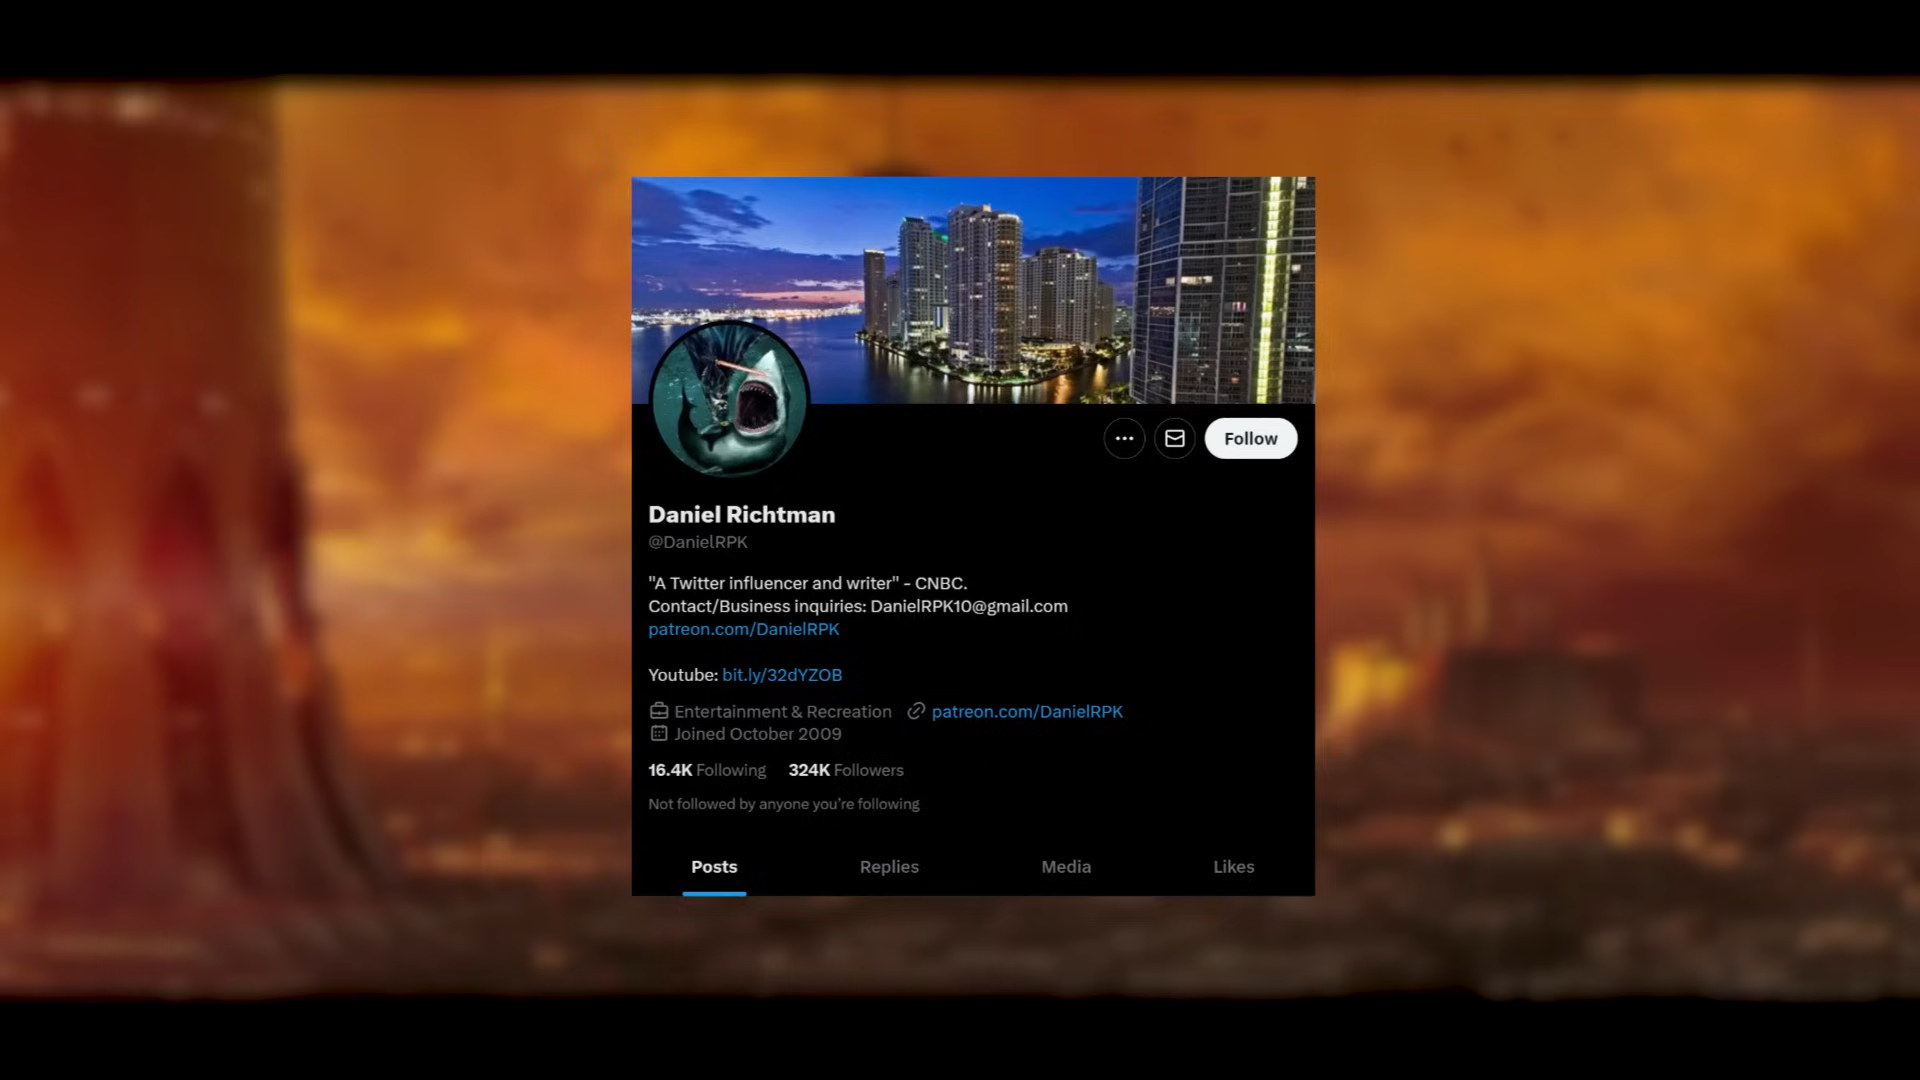 Follow
Daniel Richtman
@DanielRPK
"A Twitter influencer and writer" - CNBC.
Contact/Business inquiries: DanielRPK10@gmail.com
patreon.com/DanielRPK
Youtube: bit.ly/32dYZOB
Entertainment & Recreation patreon.com/DanielRPK
Joined October 2009
16.4K Following 324K Followers
Not followed by anyone you're following
Posts Replies Media Likes